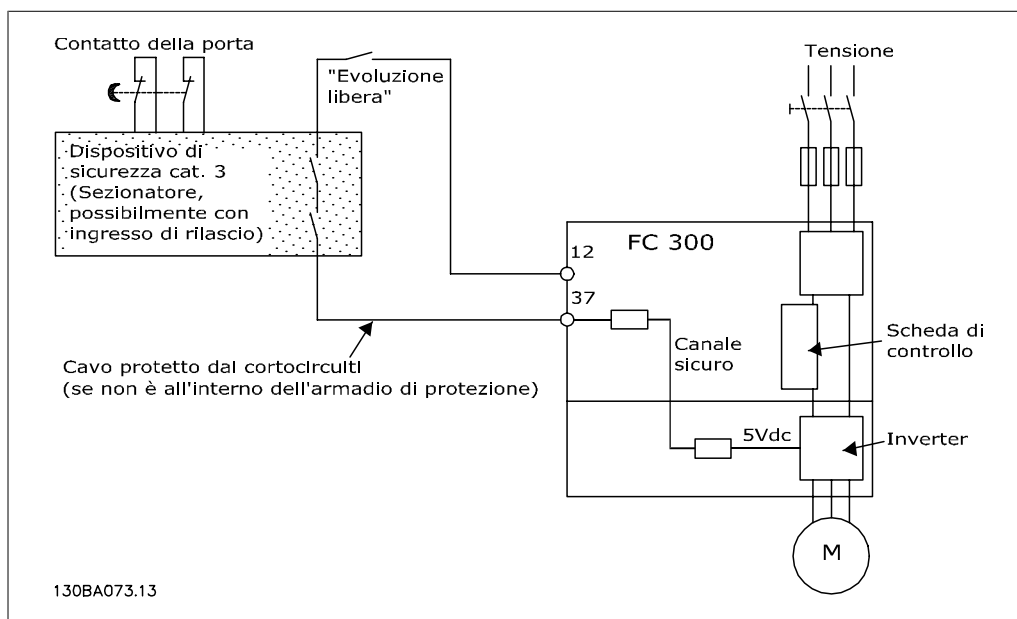 Contatto della porta
"Evoluzione
libera"
Tensione
Dispositivo di
sicurezza cat. 3
(Sezionatore,
possibilmente con
ingresso di rilascio)
FC 300
12
37
Canale
sicuro
Scheda di
controllo
Cavo protetto dai cortocircuiti
(se non è all'interno dell'armadio di protezione)
5Vdc
Inverter
M
130BA073.13